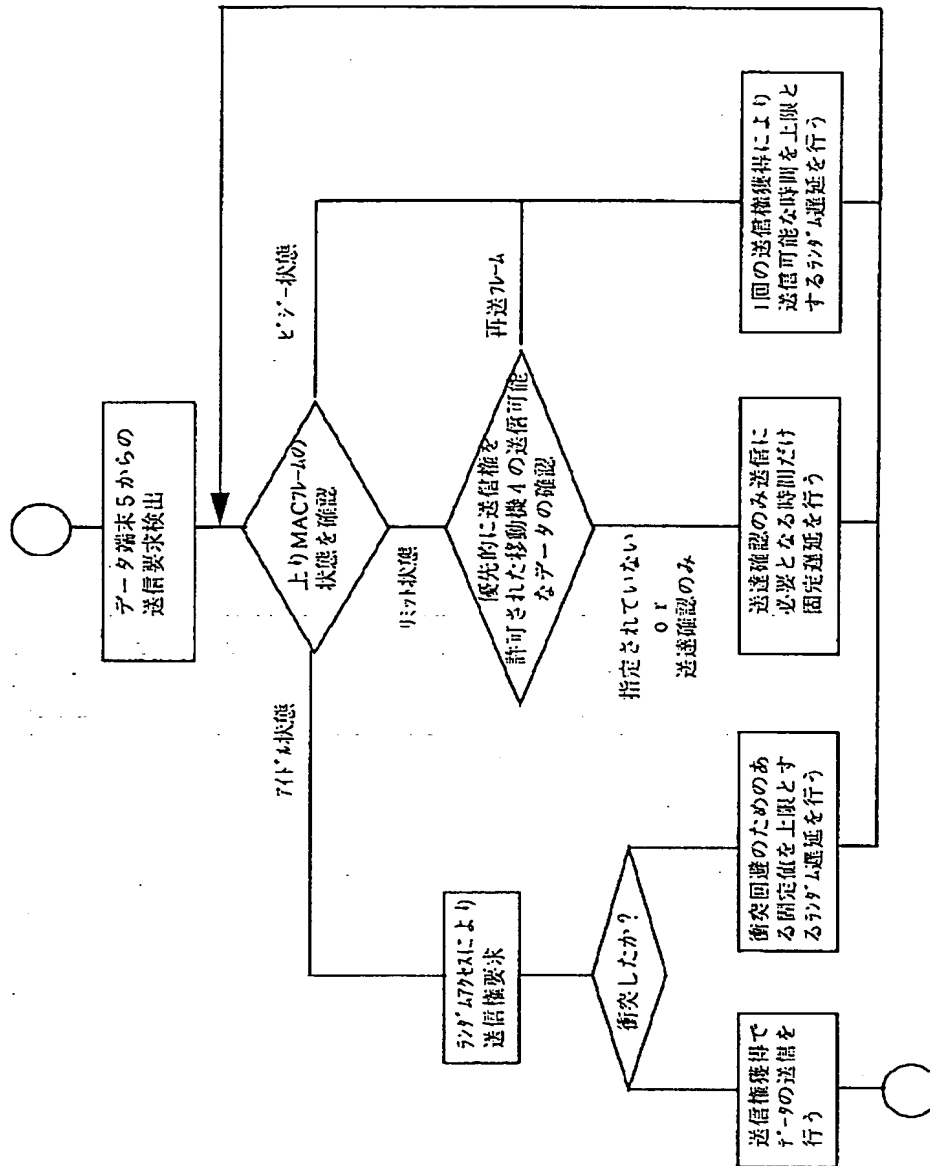 データ端末5からの
送信要求検出
上りMACフレームの
状態を確認
アイドル状態
リミット状態
ビジー状態
優先的に送信権を
許可された移動機4の送信可能
なデータの確認
再送フレーム
指定されていない
or
送達確認のみ
ランダムアクセスにより
送信権要求
衝突したか?
送信権獲得で
データの送信を
行う
衝突回避のためのあ
る固定値を上限とす
るランダム遅延を行う
送達確認のみ送信に
必要となる時間だけ
固定遅延を行う
1回の送信権獲得により
送信可能な時間を上限と
するランダム遅延を行う